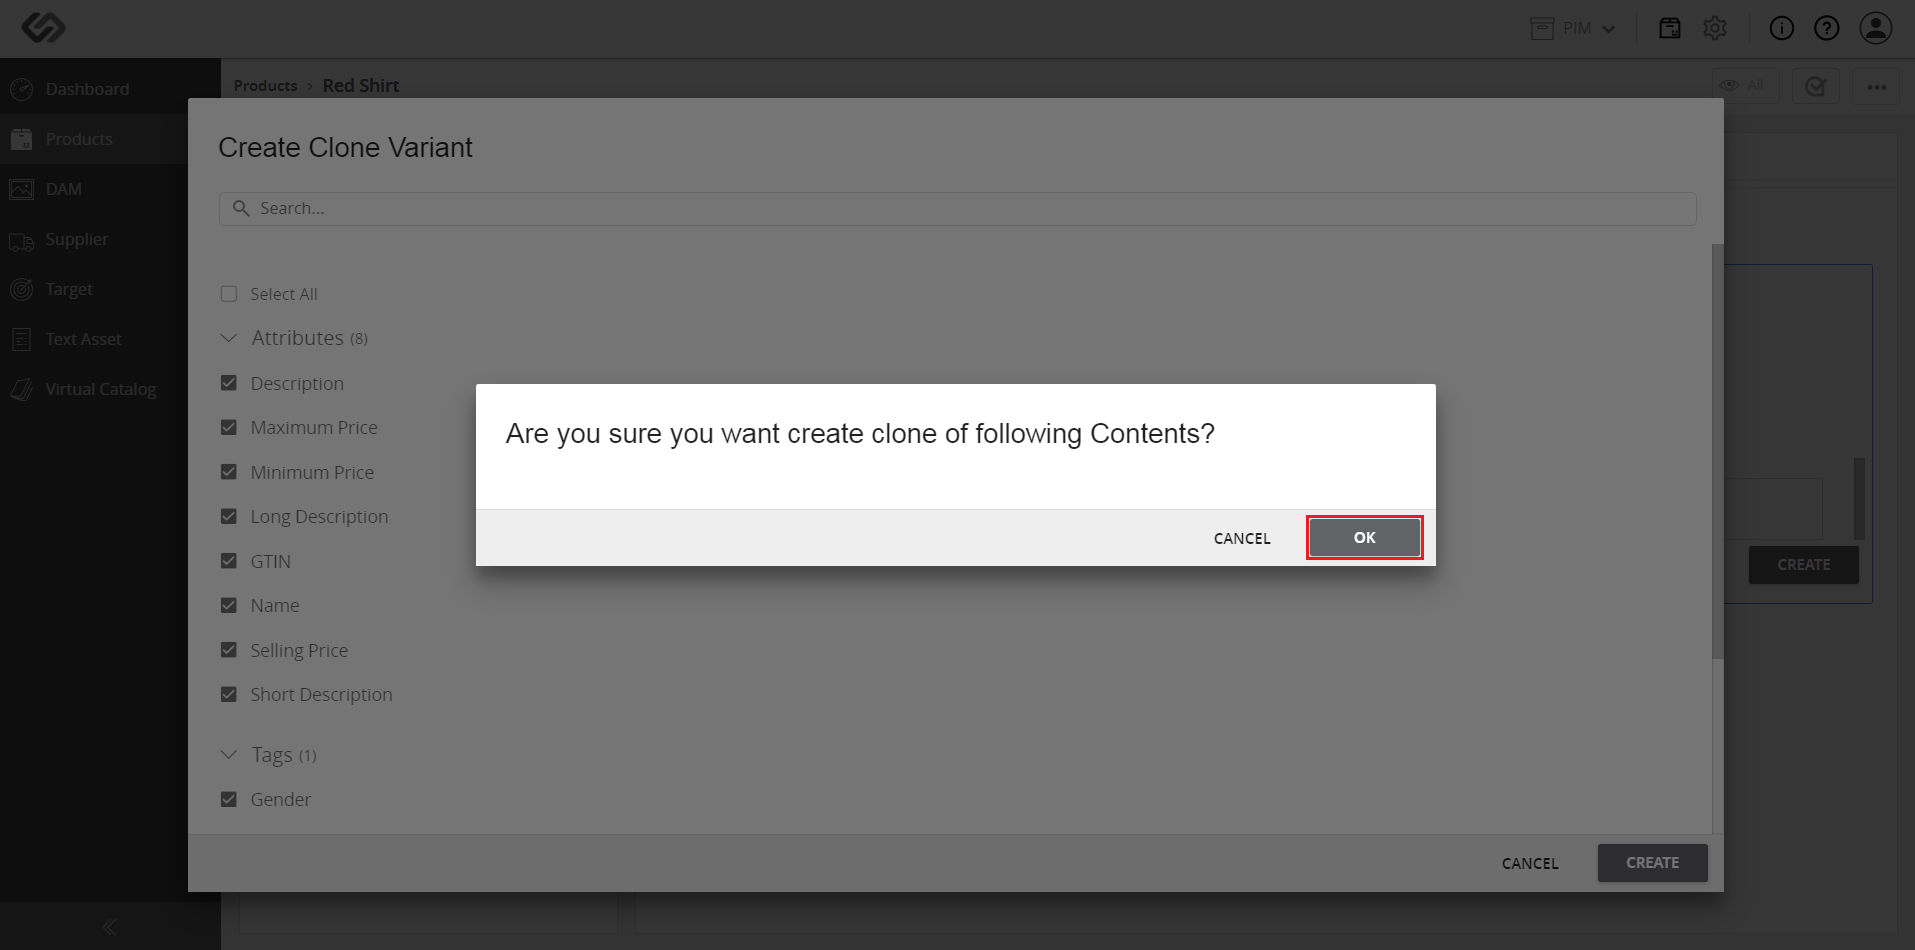 PIM
Dashboard
Products
DAM
Supplier
Target
Text Asset
Virtual Catalog
Products › Red Shirt
All
Create Clone Variant
Search...
Select All
Attributes (8)
Description
Maximum Price
Minimum Price
Long Description
GTIN
Name
Selling Price
Short Description
Tags (1)
Gender
CANCEL
CREATE
Are you sure you want create clone of following Contents?
CANCEL
OK
CREATE